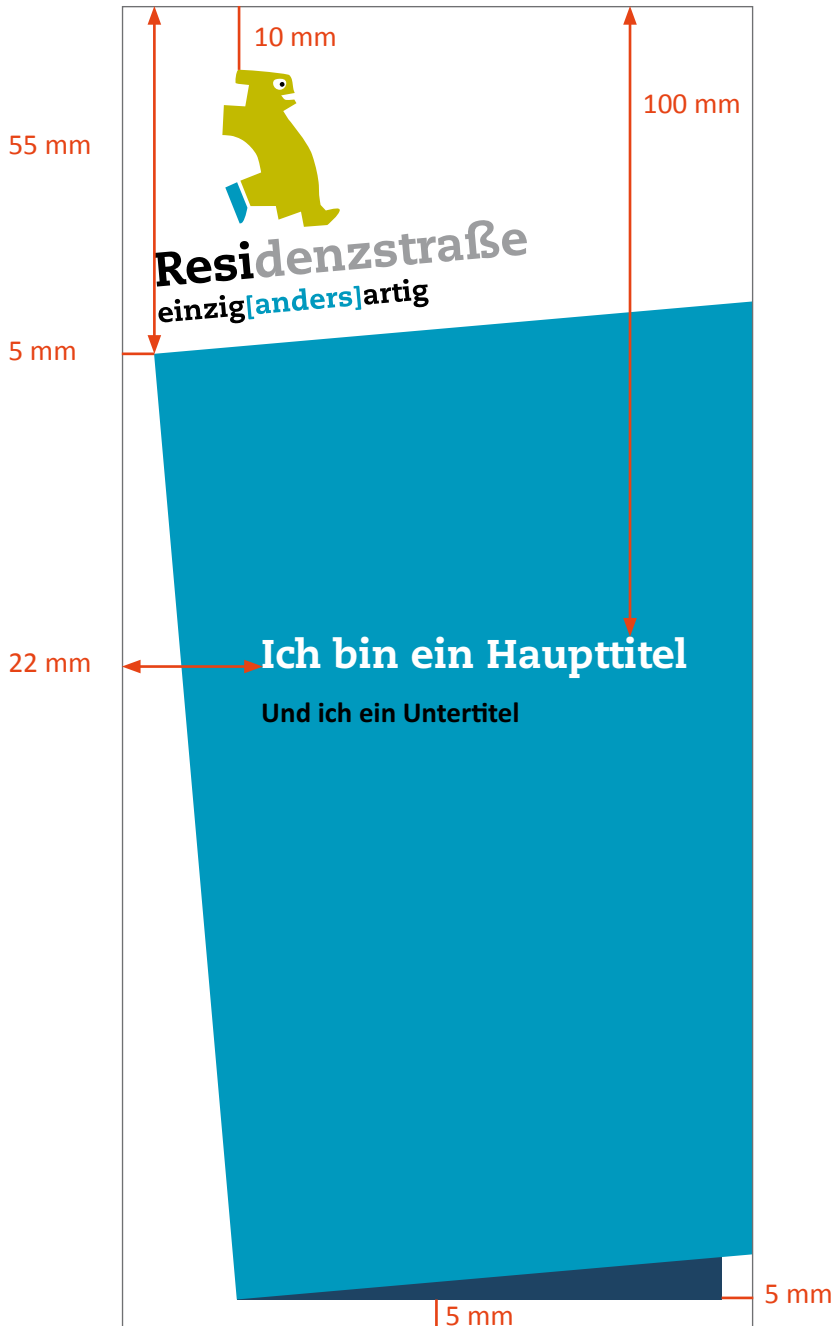 10 mm
100 mm
55 mm
Residenzstraße
einzig[anders]artig
5 mm
Ich bin ein Haupttitel
22 mm
Und ich ein Untertitel
5 mm
5 mm